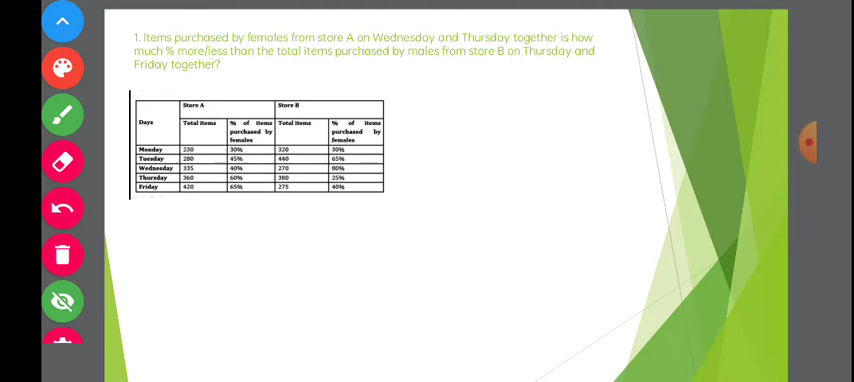 1. Items purchased by females from store A on Wednesday and Thursday together is how
much % more/less than the total items purchased by males from store B on Thursday and
Friday together?
Store A Store B
Days Total items % of items purchased by females Total items % of items purchased by females
Monday 230 30% 320 30%
Tuesday 280 45% 440 65%
Wednesday 335 40% 270 80%
Thursday 360 60% 380 25%
Friday 420 65% 275 40%